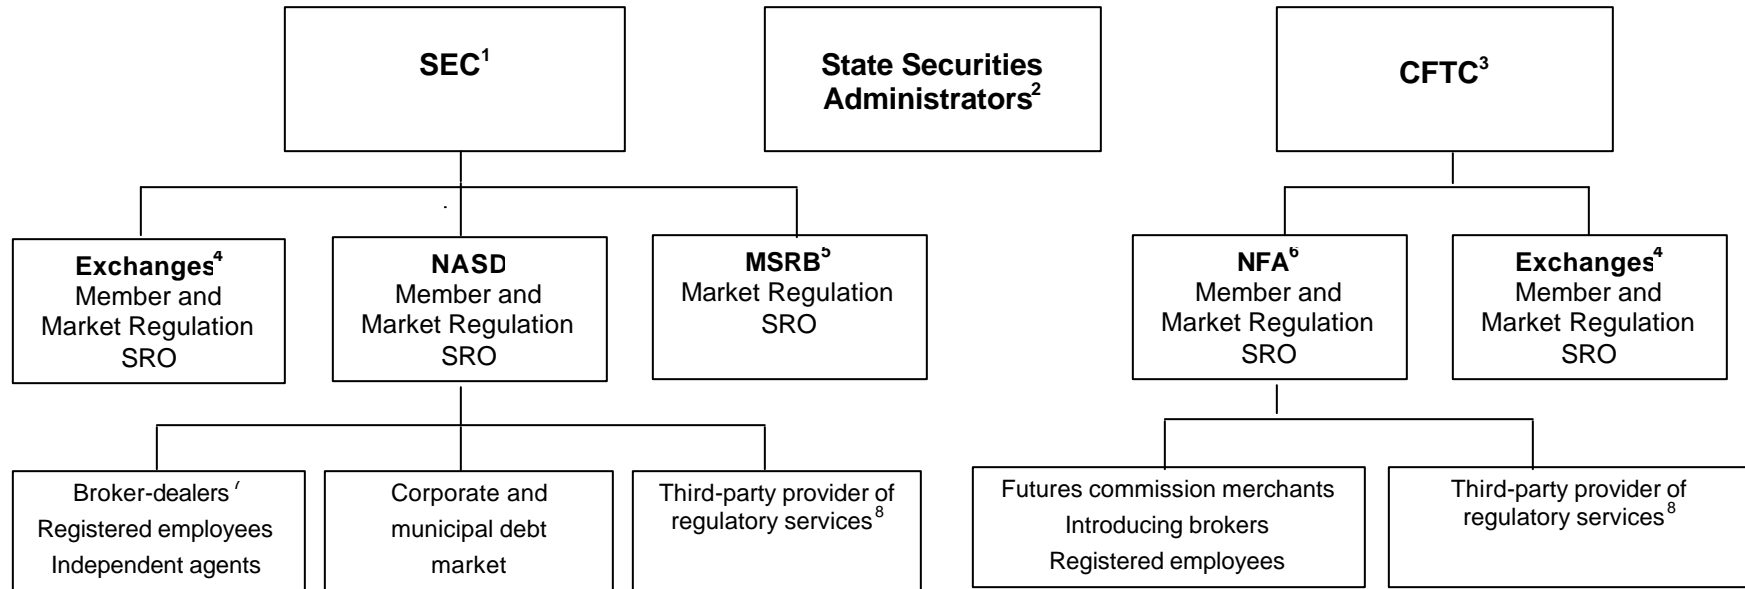 SEC¹
State Securities
Administrators²
CFTC³
Exchanges⁴
Member and
Market Regulation
SRO
NASD
Member and
Market Regulation
SRO
MSRB⁵
Market Regulation
SRO
NFA⁶
Member and
Market Regulation
SRO
Exchanges⁴
Member and
Market Regulation
SRO
Broker-dealers⁷
Registered employees
Independent agents
Corporate and
municipal debt
market
Third-party provider of
regulatory services⁸
Futures commission merchants
Introducing brokers
Registered employees
Third-party provider of
regulatory services⁸